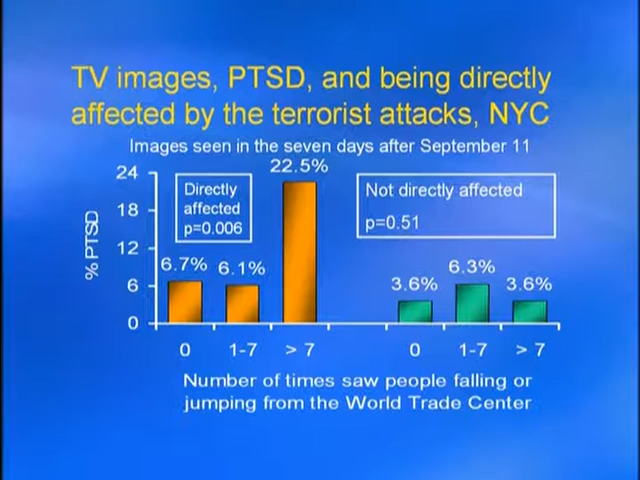 TV images, PTSD, and being directly
affected by the terrorist attacks, NYC
Images seen in the seven days after September 11
% PTSD
24
18
12
6
0
Directly
affected
p=0.006
6.7%
6.1%
22.5%
0
1-7
> 7
Not directly affected
p=0.51
3.6%
6.3%
3.6%
0
1-7
> 7
Number of times saw people falling or
jumping from the World Trade Center